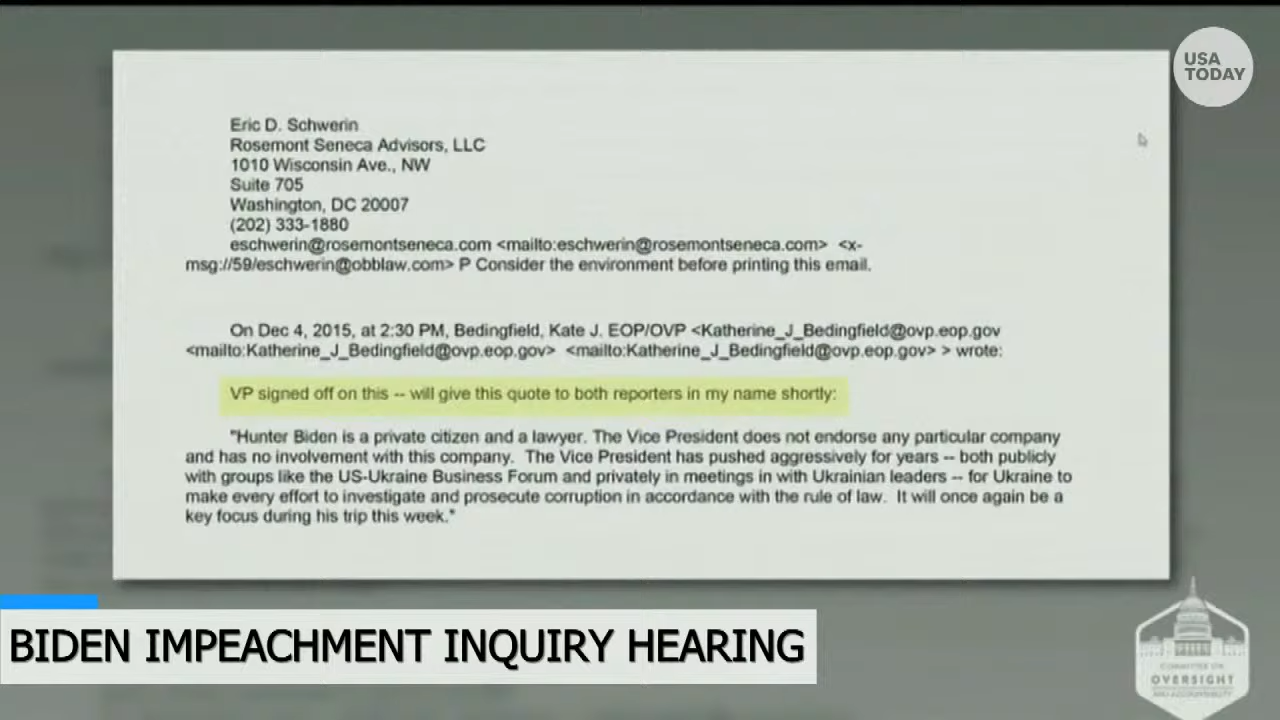 USA
TODAY
Eric D. Schwerin
Rosemont Seneca Advisors, LLC
1010 Wisconsin Ave., NW
Suite 705
Washington, DC 20007
(202) 333-1880
eschwerin@rosemontseneca.com <mailto:eschwerin@rosemontseneca.com> <x-
msg://59/eschwerin@obblaw.com> P Consider the environment before printing this email.
On Dec 4, 2015, at 2:30 PM, Bedingfield, Kate J. EOP/OVP <Katherine_J_Bedingfield@ovp.eop.gov
<mailto:Katherine_J_Bedingfield@ovp.eop.gov> <mailto:Katherine_J_Bedingfield@ovp.eop.gov> > wrote:
VP signed off on this -- will give this quote to both reporters in my name shortly:
"Hunter Biden is a private citizen and a lawyer. The Vice President does not endorse any particular company
and has no involvement with this company. The Vice President has pushed aggressively for years -- both publicly
with groups like the US-Ukraine Business Forum and privately in meetings in with Ukrainian leaders -- for Ukraine to
make every effort to investigate and prosecute corruption in accordance with the rule of law. It will once again be a
key focus during his trip this week."
BIDEN IMPEACHMENT INQUIRY HEARING
COMMITTEE ON
OVERSIGHT
AND ACCOUNTABILITY